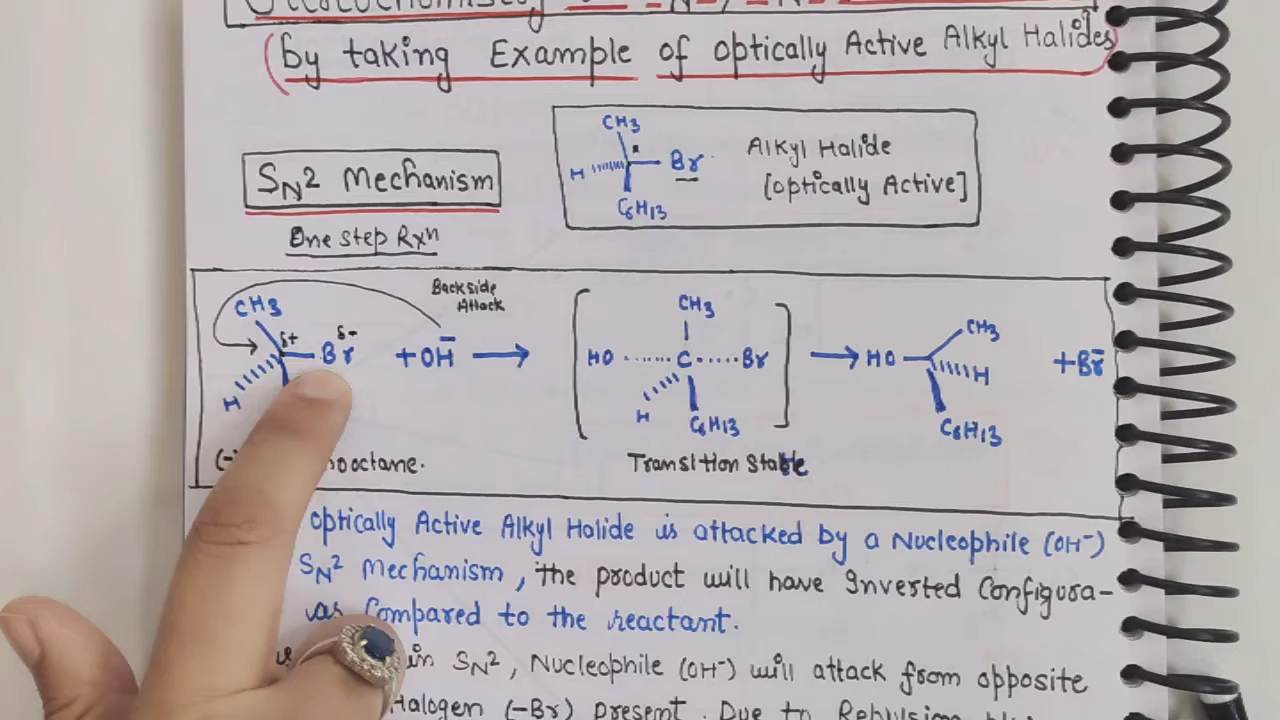 by taking Example of optically Active Alkyl Halides
CH3
H Br
C6H13
Alkyl Halide
[optically Active]
SN2 Mechanism
One step Rxn
CH3
δ+ δ-
Br
H
Backside
Attack
+ OH-
CH3
HO C Br
H
C6H13
Transition State
HO
CH3
H
C6H13
+ Br-
(-) ooctane.
optically Active Alkyl Halide is attacked by a Nucleophile (OH-)
SN2 Mechanism, the product will have Inverted Configura-
as Compared to the reactant.
in SN2, Nucleophile (OH-) will attack from opposite
Halogen (-Br) present. Due to